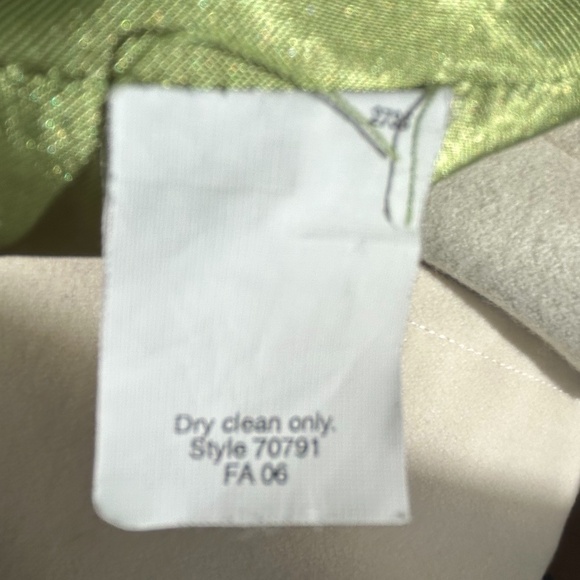 Dry clean only.
Style 70791
FA 06